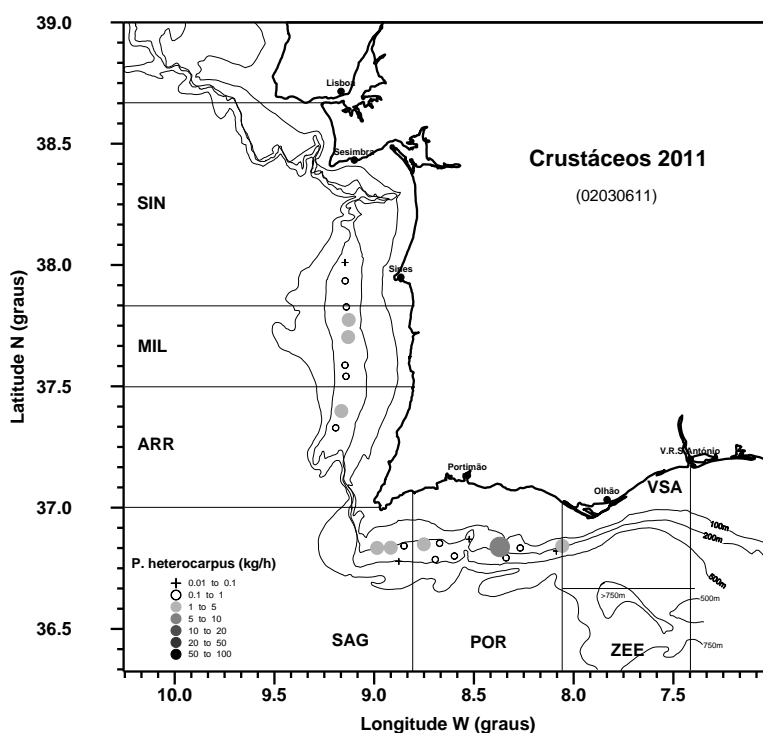 39.0
38.5
38.0
37.5
37.0
36.5
Latitude N (graus)
Lisboa
Sesimbra
Crustáceos 2011
(02030611)
SIN
Sines
MIL
ARR
V.R.S.António
Portimão
Olhão
VSA
100m
200m
500m
P. heterocarpus (kg/h)
0.01 to 0.1
0.1 to 1
1 to 5
5 to 10
10 to 20
20 to 50
50 to 100
>750m
500m
750m
SAG
POR
ZEE
10.0 9.5 9.0 8.5 8.0 7.5
Longitude W (graus)